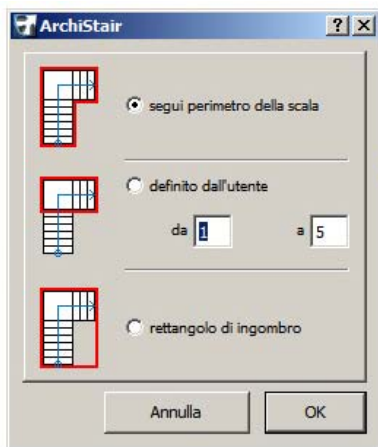 ArchiStair
segui perimetro della scala
definito dall'utente
da 1 a 5
rettangolo di ingombro
Annulla OK